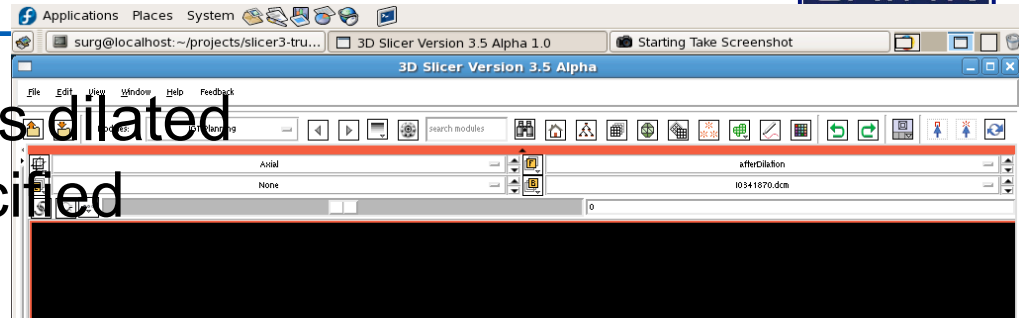 Applications Places System
surg@localhost:~/projects/slicer3-tru... 3D Slicer Version 3.5 Alpha 1.0 Starting Take Screenshot
3D Slicer Version 3.5 Alpha
File Edit View Window Help Feedback
s dilated
search modules
Axial afterDilation
None I0341870.dcm
cified
0